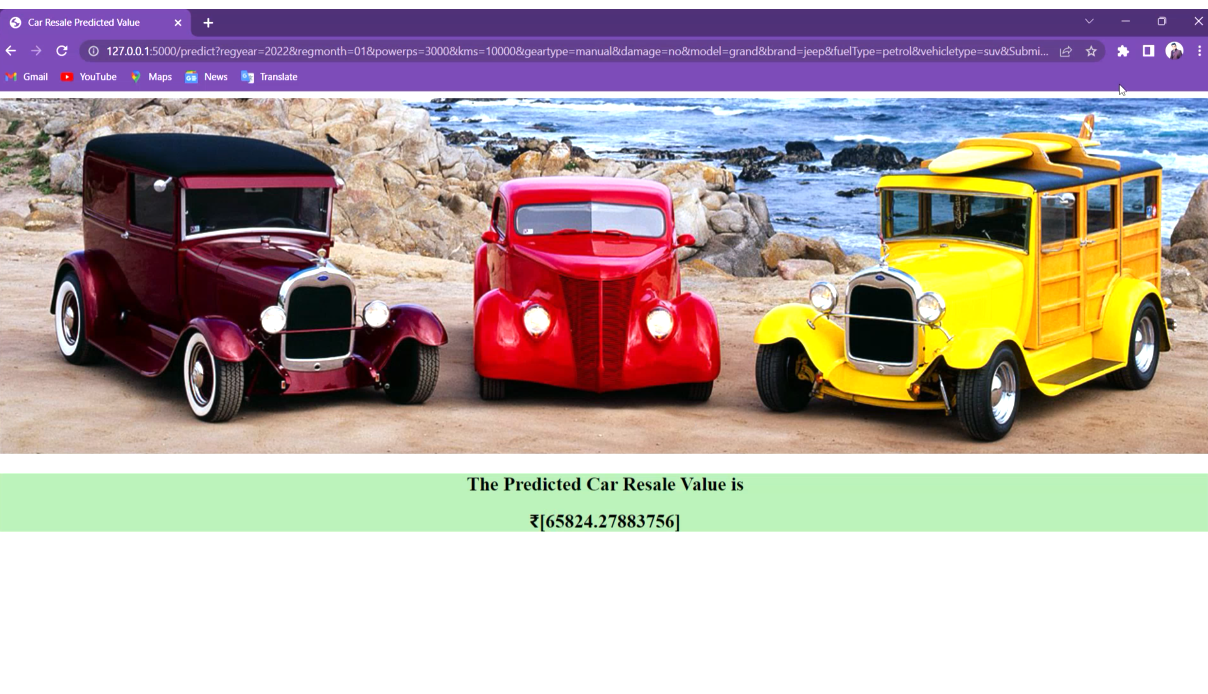 Car Resale Predicted Value
127.0.0.1:5000/predict?regyear=2022&regmonth=01&powerps=3000&kms=10000&geartype=manual&damage=no&model=grand&brand=jeep&fuelType=petrol&vehicletype=suv&Submi...
Gmail YouTube Maps News Translate
The Predicted Car Resale Value is
₹[65824.27883756]